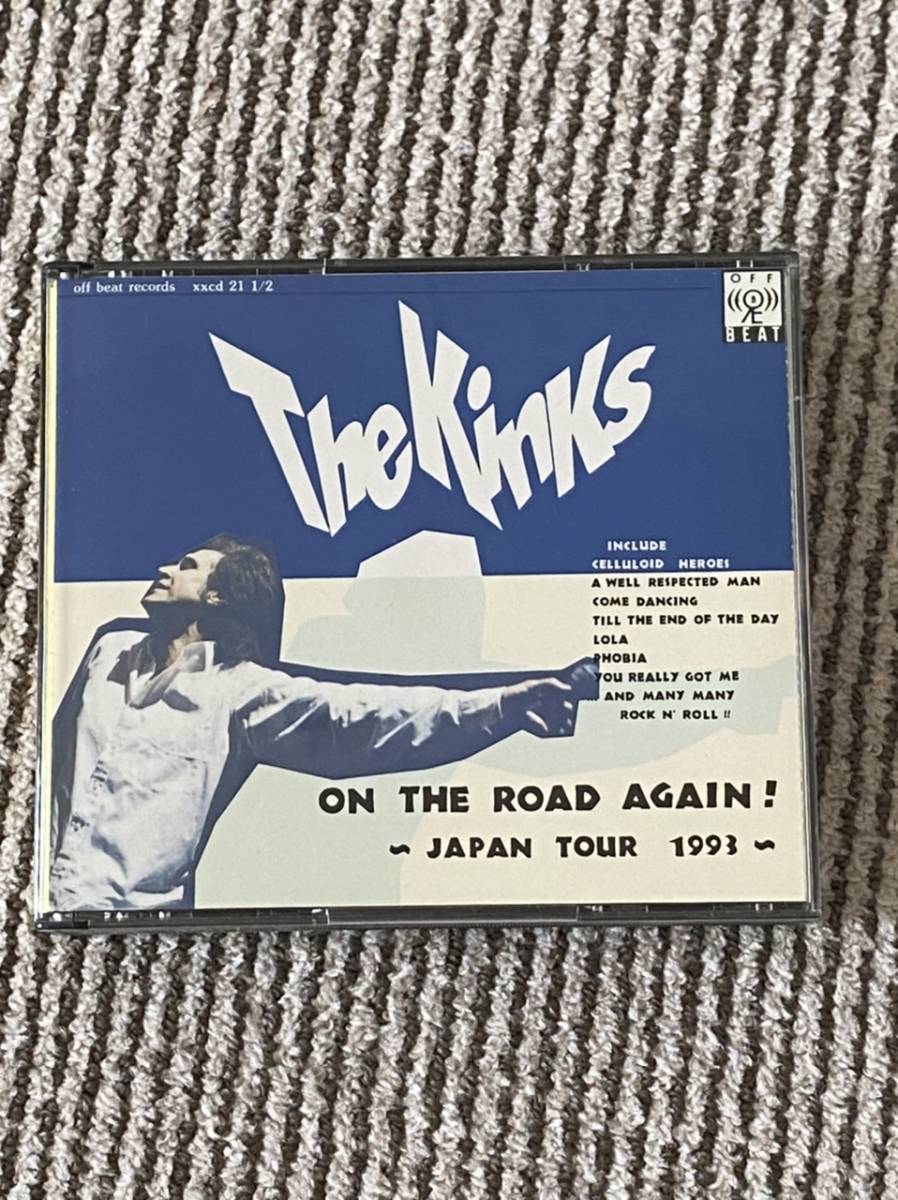 off beat records xxcd 21 1/2
OFF
BEAT
The Kinks
INCLUDE
CELLULOID HEROES
A WELL RESPECTED MAN
COME DANCING
TILL THE END OF THE DAY
LOLA
PHOBIA
YOU REALLY GOT ME
... AND MANY MANY
ROCK N' ROLL !!
ON THE ROAD AGAIN!
~ JAPAN TOUR 1993 ~